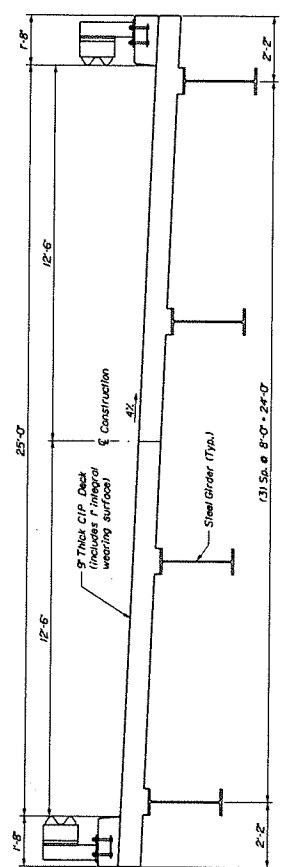 1'-8"
25'-0"
1'-8"
12'-6"
12'-6"
9" Thick CIP Deck
(includes 1" integral
wearing surface)
℄ Construction
4%
Steel Girder (Typ.)
2'-2"
(3) Sp. @ 8'-0" = 24'-0"
2'-2"